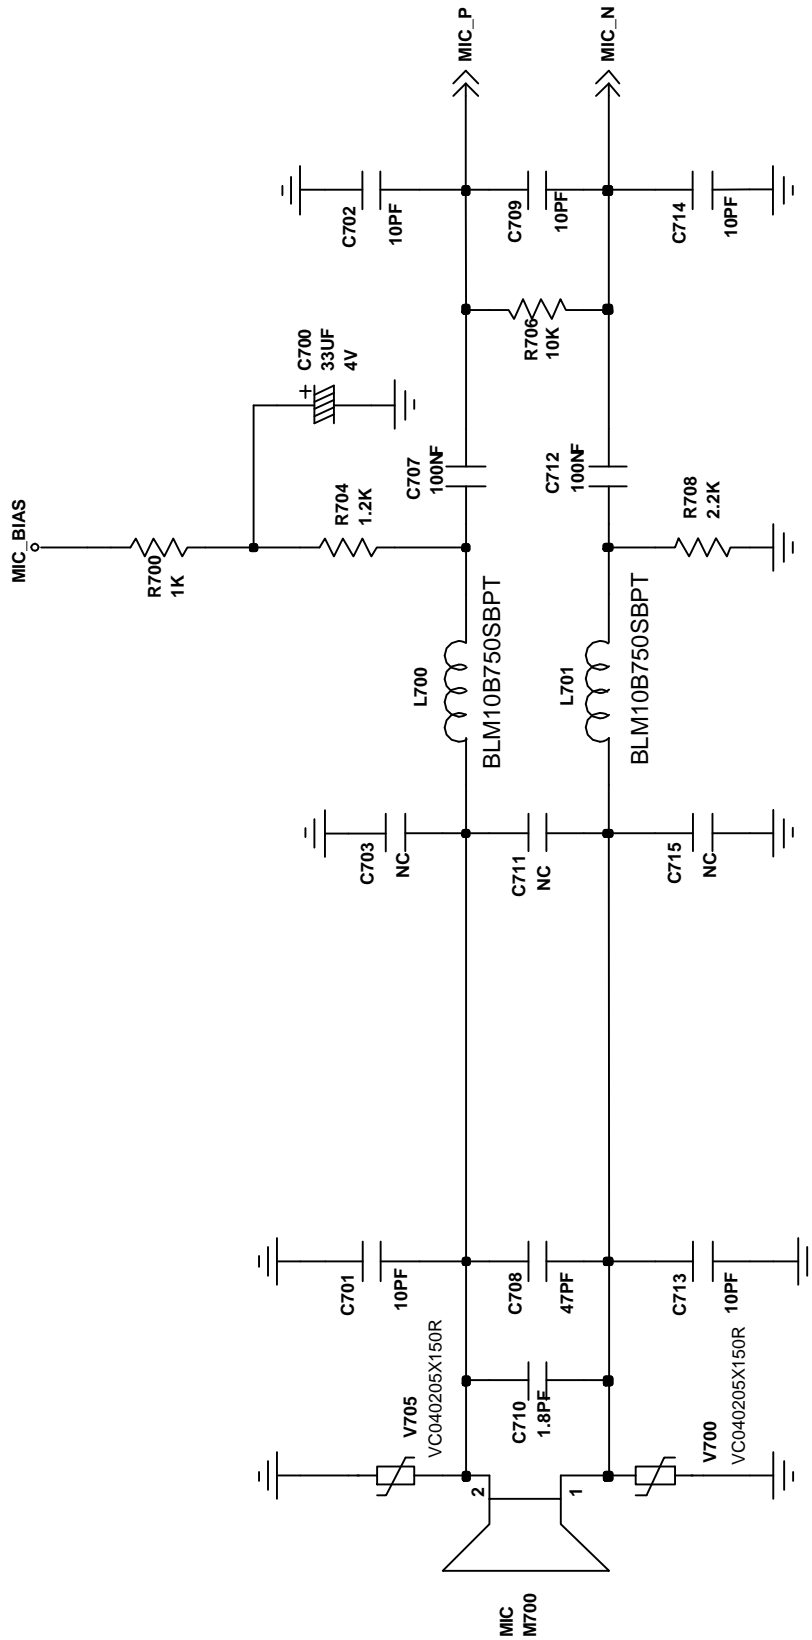 MIC_BIAS
R700
1K
C700
33UF
4V
+
R704
1.2K
C702
10PF
MIC_P
C707
100NF
C709
10PF
R706
10K
MIC_N
C712
100NF
C714
10PF
R708
2.2K
L700
BLM10B750SBPT
L701
BLM10B750SBPT
C703
NC
C711
NC
C715
NC
C701
10PF
C708
47PF
C713
10PF
V705
VC040205X150R
C710
1.8PF
V700
VC040205X150R
2
1
MIC
M700